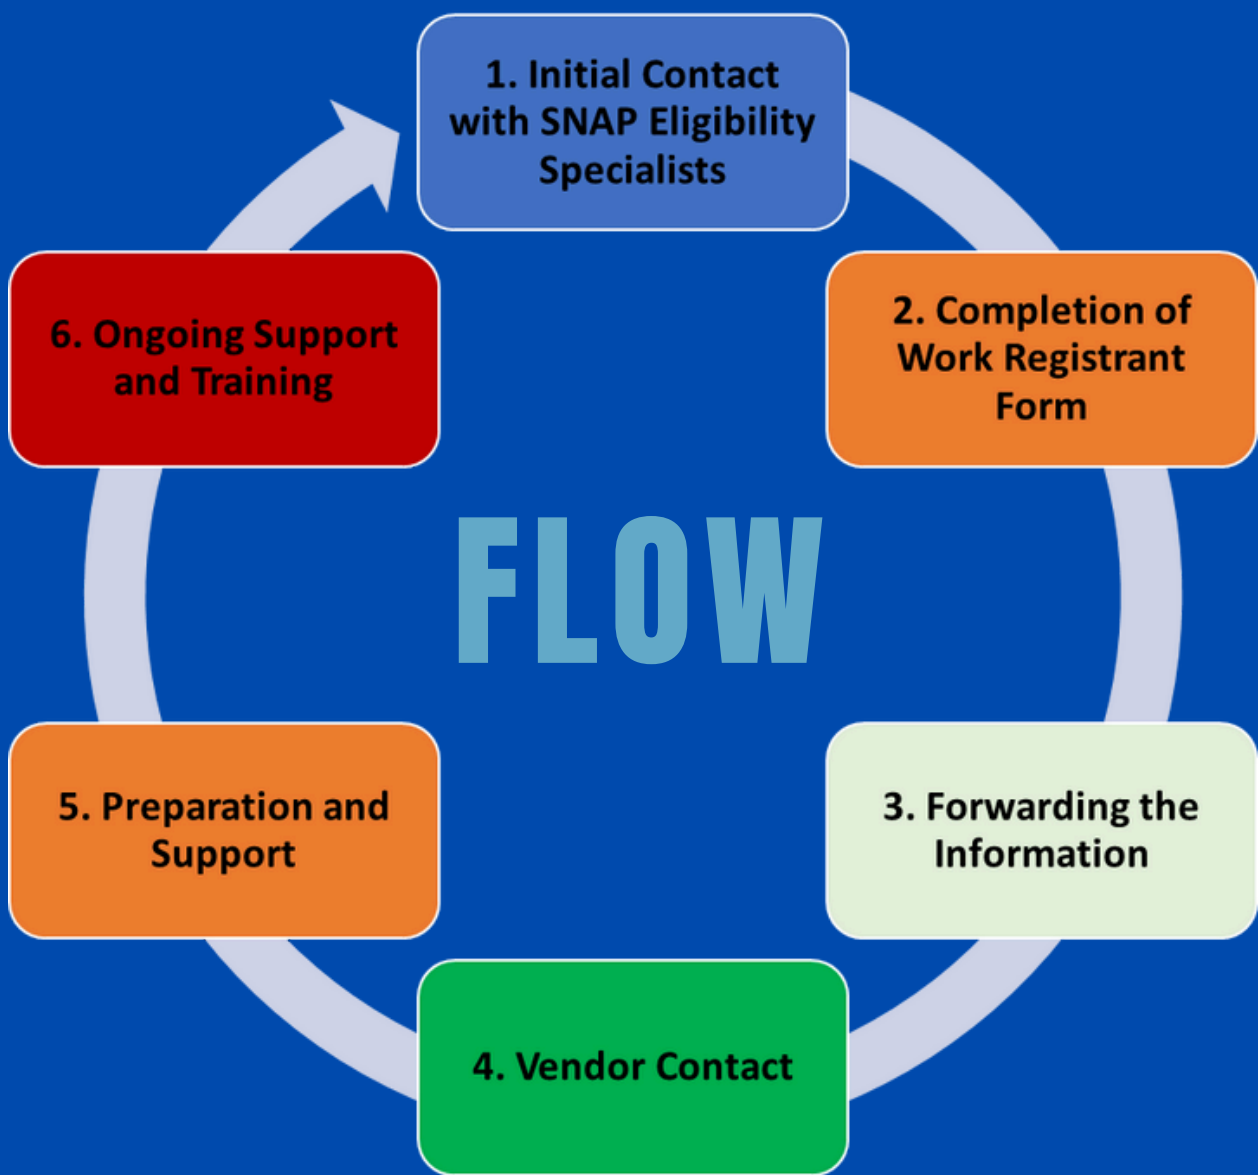 1. Initial Contact
with SNAP Eligibility
Specialists
2. Completion of
Work Registrant
Form
3. Forwarding the
Information
4. Vendor Contact
5. Preparation and
Support
6. Ongoing Support
and Training
FLOW